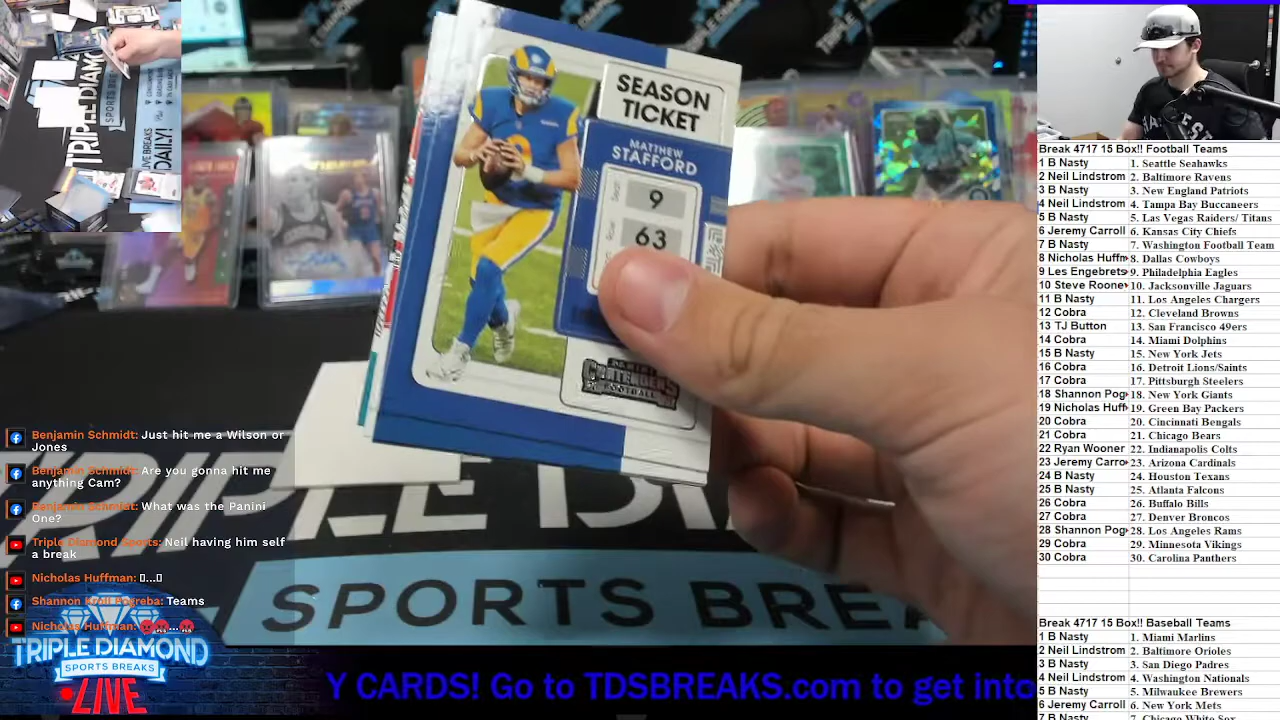 TRIPLE DIAMOND
SEASON
TICKET
MATTHEW
STAFFORD
9
63
CONTENDERS
FOOTBALL
TRIPLE DIA
SPORTS BREA
Benjamin Schmidt: Just hit me a Wilson or
Jones
Benjamin Schmidt: Are you gonna hit me
anything Cam?
Benjamin Schmidt: What was the Panini
One?
Triple Diamond Sports: Neil having him self
a break
Nicholas Huffman:
Shannon Kroll Pogreba: Teams
Nicholas Huffman:
TRIPLE DIAMOND
SPORTS BREAKS
LIVE
Y CARDS! Go to TDSBREAKS.com to get into
Break 4717 15 Box!! Football Teams
1 B Nasty 1. Seattle Seahawks
2 Neil Lindstrom 2. Baltimore Ravens
3 B Nasty 3. New England Patriots
4 Neil Lindstrom 4. Tampa Bay Buccaneers
5 B Nasty 5. Las Vegas Raiders/ Titans
6 Jeremy Carroll 6. Kansas City Chiefs
7 B Nasty 7. Washington Football Team
8 Nicholas Huffm 8. Dallas Cowboys
9 Les Engebrets 9. Philadelphia Eagles
10 Steve Roone 10. Jacksonville Jaguars
11 B Nasty 11. Los Angeles Chargers
12 Cobra 12. Cleveland Browns
13 TJ Button 13. San Francisco 49ers
14 Cobra 14. Miami Dolphins
15 B Nasty 15. New York Jets
16 Cobra 16. Detroit Lions/Saints
17 Cobra 17. Pittsburgh Steelers
18 Shannon Pog 18. New York Giants
19 Nicholas Huff 19. Green Bay Packers
20 Cobra 20. Cincinnati Bengals
21 Cobra 21. Chicago Bears
22 Ryan Wooner 22. Indianapolis Colts
23 Jeremy Carro 23. Arizona Cardinals
24 B Nasty 24. Houston Texans
25 B Nasty 25. Atlanta Falcons
26 Cobra 26. Buffalo Bills
27 Cobra 27. Denver Broncos
28 Shannon Pog 28. Los Angeles Rams
29 Cobra 29. Minnesota Vikings
30 Cobra 30. Carolina Panthers
4717 15 Box!! Baseball Teams
Nasty 1. Miami Marlins
2. Baltimore Orioles
3. San Diego Padres
4. Washington Nationals
5. Milwaukee Brewers
6 Jeremy Carroll 6. New York Mets